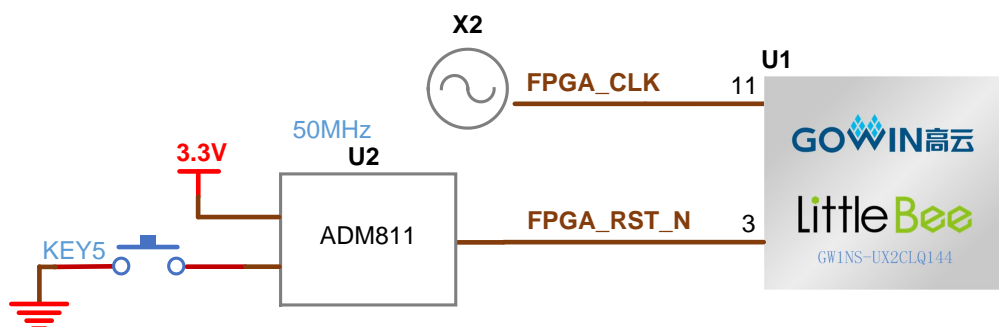 X2
U1
FPGA_CLK
11
50MHz
U2
3.3V
GOWIN高云
ADM811
FPGA_RST_N
3
LittleBee
KEY5
GW1NS-UX2CLQ144